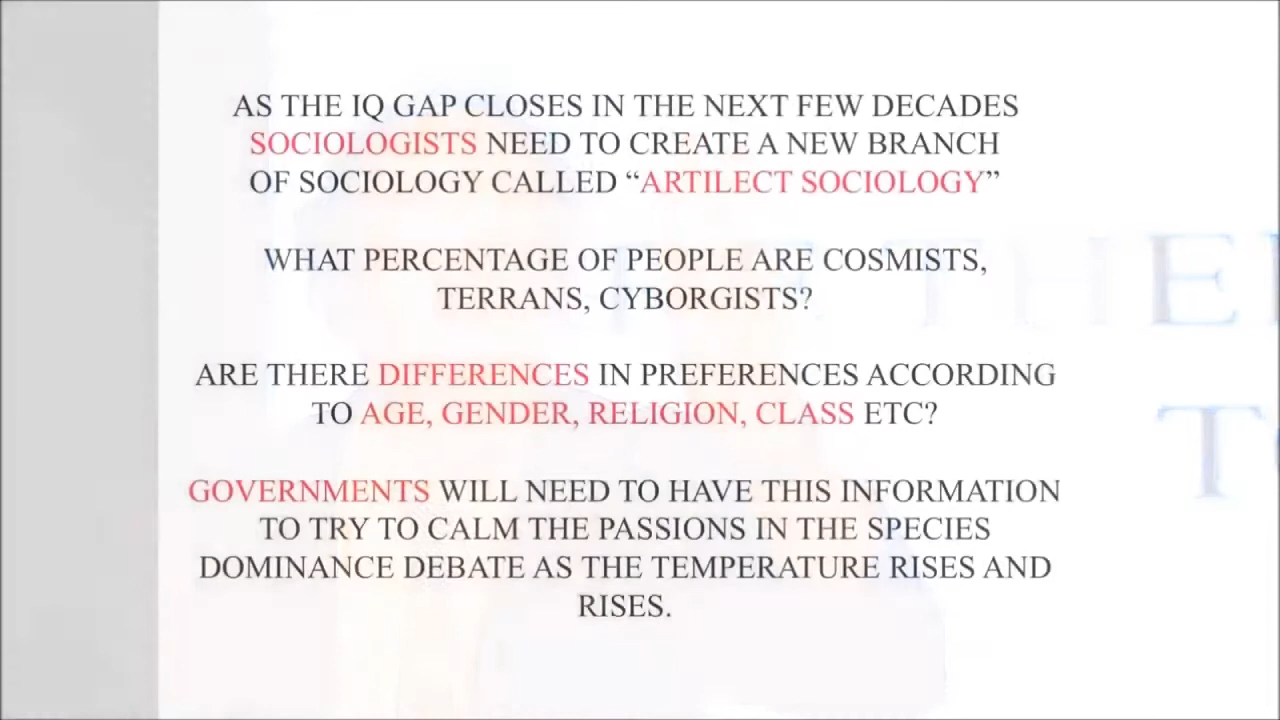 AS THE IQ GAP CLOSES IN THE NEXT FEW DECADES
SOCIOLOGISTS NEED TO CREATE A NEW BRANCH
OF SOCIOLOGY CALLED “ARTILECT SOCIOLOGY”
WHAT PERCENTAGE OF PEOPLE ARE COSMISTS,
TERRANS, CYBORGISTS?
ARE THERE DIFFERENCES IN PREFERENCES ACCORDING
TO AGE, GENDER, RELIGION, CLASS ETC?
GOVERNMENTS WILL NEED TO HAVE THIS INFORMATION
TO TRY TO CALM THE PASSIONS IN THE SPECIES
DOMINANCE DEBATE AS THE TEMPERATURE RISES AND
RISES.